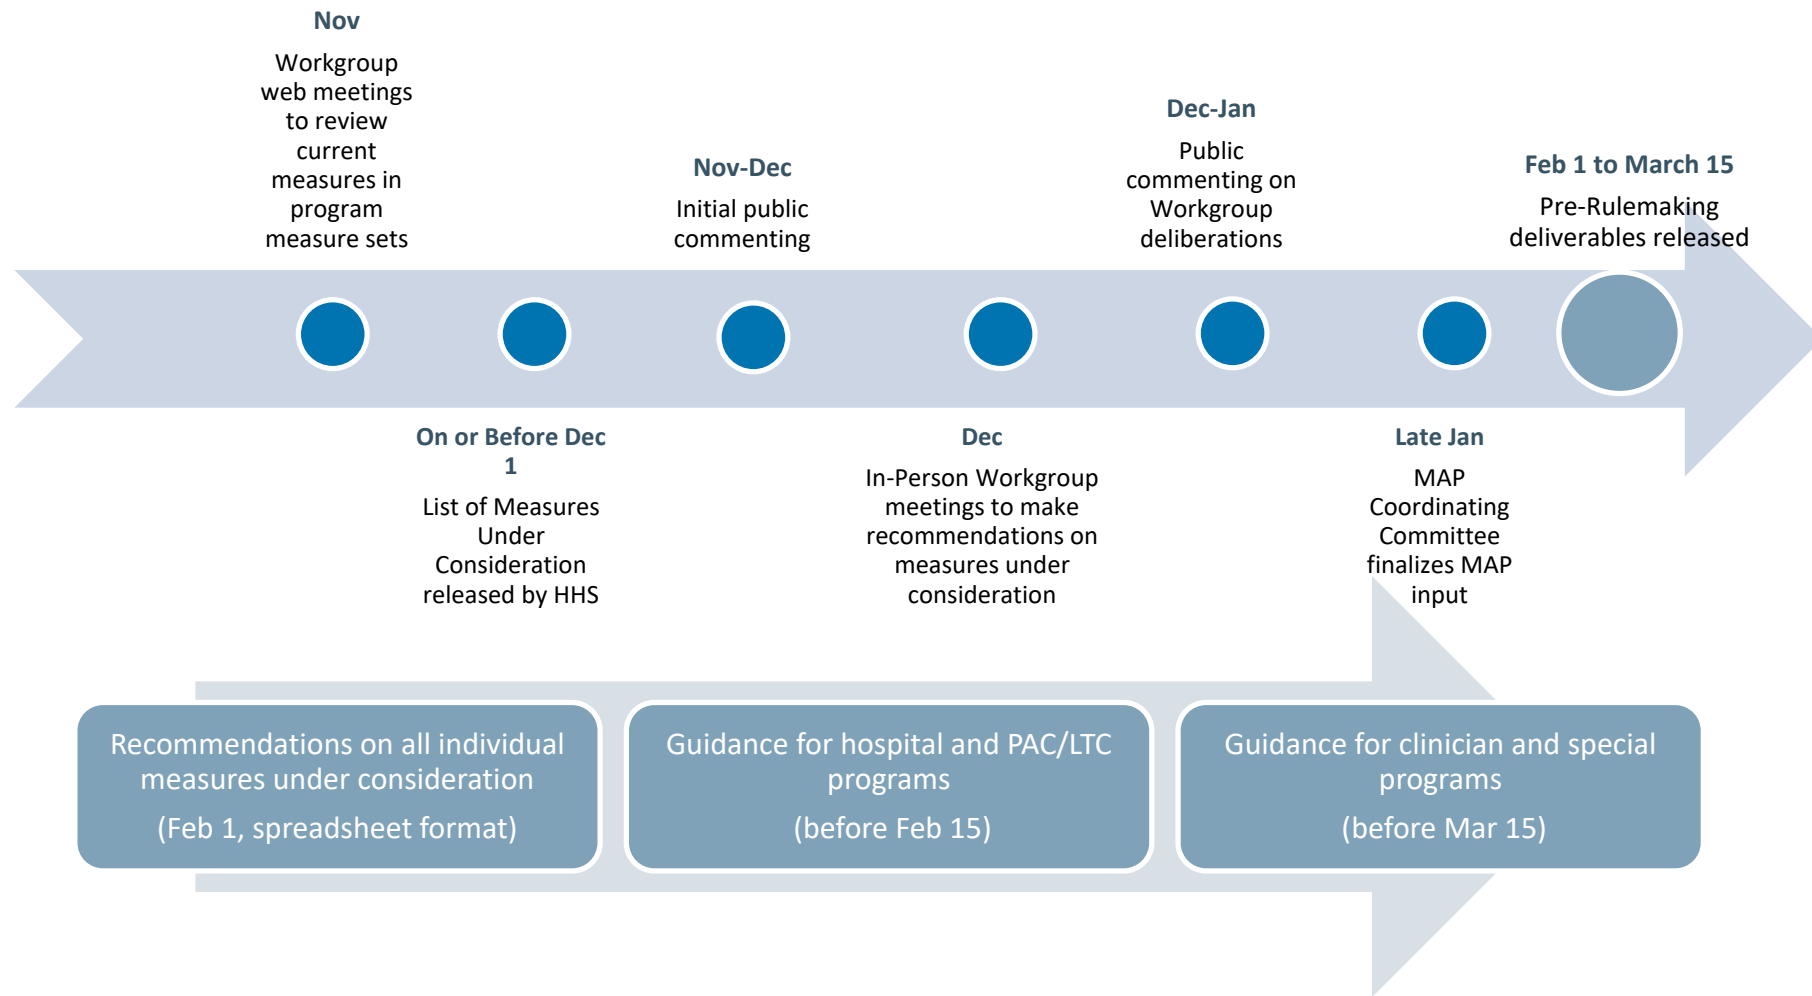 Nov
Workgroup
web meetings
to review
current
measures in
program
measure sets
On or Before Dec
1
List of Measures
Under
Consideration
released by HHS
Nov-Dec
Initial public
commenting
Dec
In-Person Workgroup
meetings to make
recommendations on
measures under
consideration
Dec-Jan
Public
commenting on
Workgroup
deliberations
Late Jan
MAP
Coordinating
Committee
finalizes MAP
input
Feb 1 to March 15
Pre-Rulemaking
deliverables released
Recommendations on all individual
measures under consideration
(Feb 1, spreadsheet format)
Guidance for hospital and PAC/LTC
programs
(before Feb 15)
Guidance for clinician and special
programs
(before Mar 15)